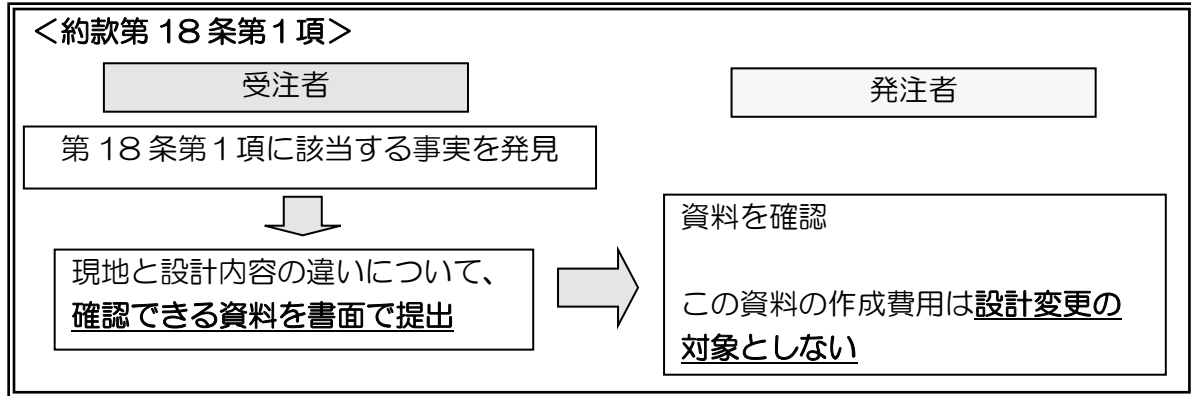 ＜約款第 18 条第１項＞
受注者
発注者
第 18 条第１項に該当する事実を発見
現地と設計内容の違いについて、
確認できる資料を書面で提出
資料を確認
この資料の作成費用は設計変更の
対象としない